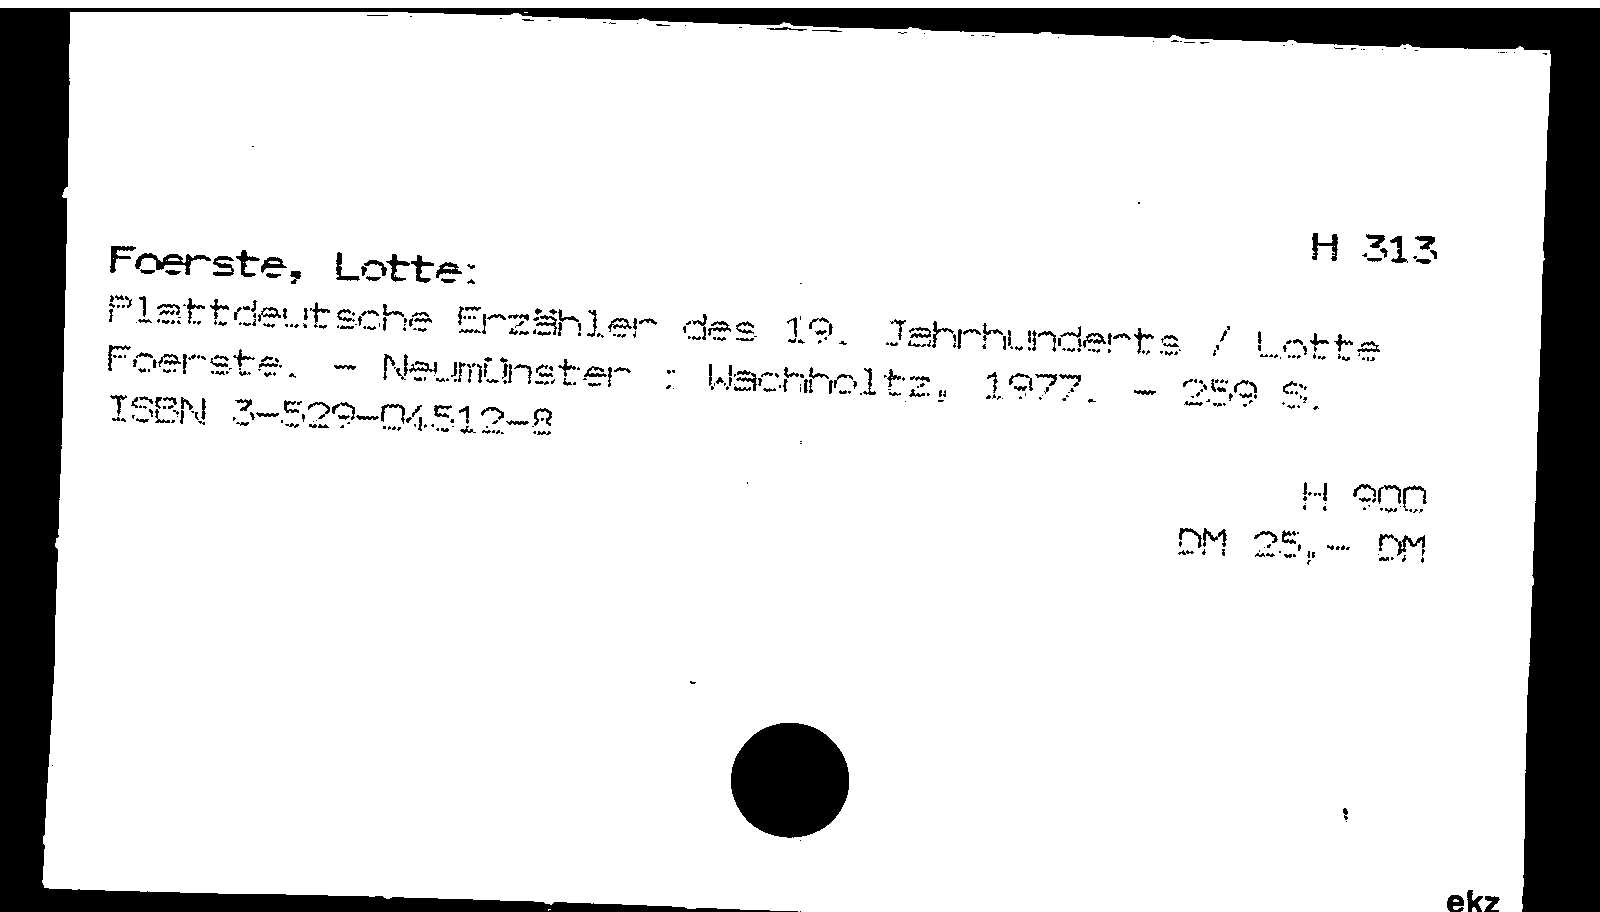 H 313
Foerste, Lotte:
Plattdeutsche Erzähler des 19. Jahrhunderts / Lotte
Foerste. - Neumünster : Wachholtz, 1977. - 259 S.
ISBN 3-529-04512-8
H 900
DM 25,- DM
ekz